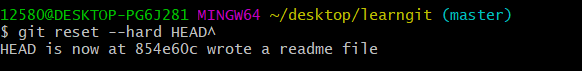 12580@DESKTOP-PG6J281 MINGW64 ~/desktop/learngit (master)
$ git reset --hard HEAD^
HEAD is now at 854e60c wrote a readme file